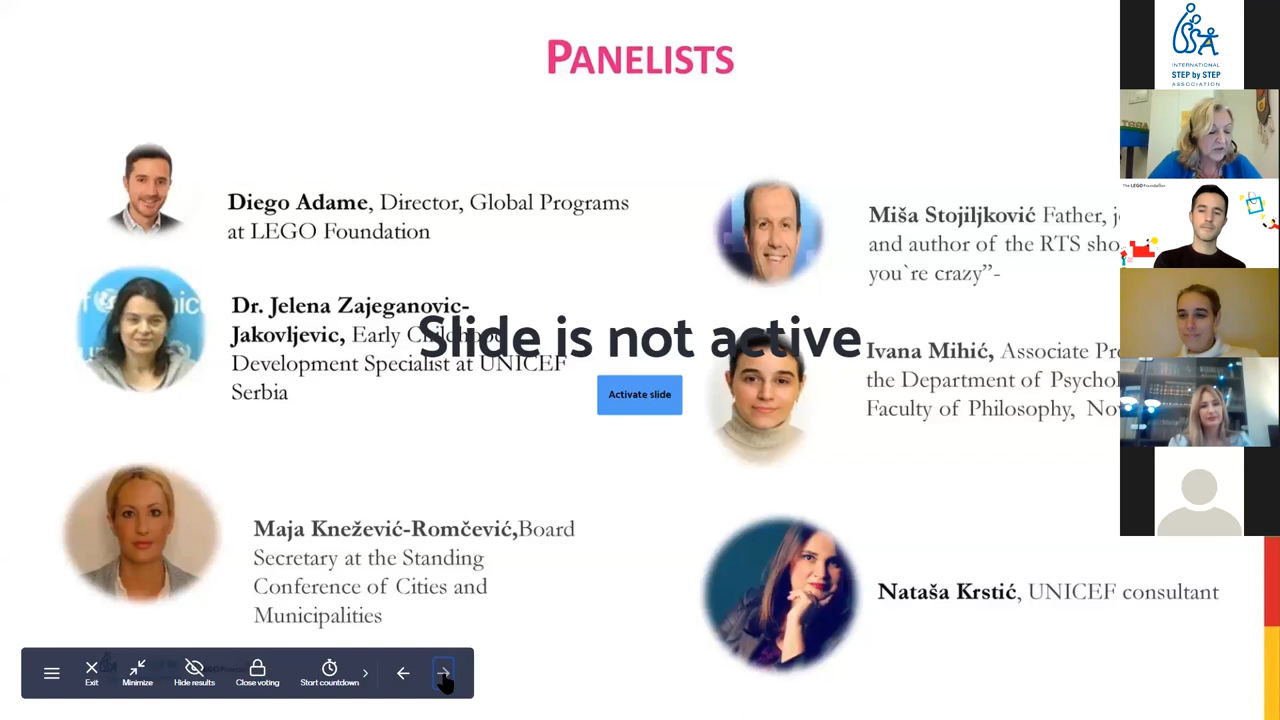 PANELISTS
Diego Adame, Director, Global Programs
at LEGO Foundation
Dr. Jelena Zajeganovic-
Jakovljevic, Early Childhood
Development Specialist at UNICEF
Serbia
Maja Knežević-Romčević,Board
Secretary at the Standing
Conference of Cities and
Municipalities
Miša Stojiljković Father, j
and author of the RTS sho
you`re crazy”-
Ivana Mihić, Associate Pr
the Department of Psychol
Faculty of Philosophy, No
Nataša Krstić, UNICEF consultant
Slide is not active
Activate slide
Exit
Minimize
Hide results
Close voting
Start countdown
INTERNATIONAL
STEP by STEP
ASSOCIATION
The LEGO Foundation